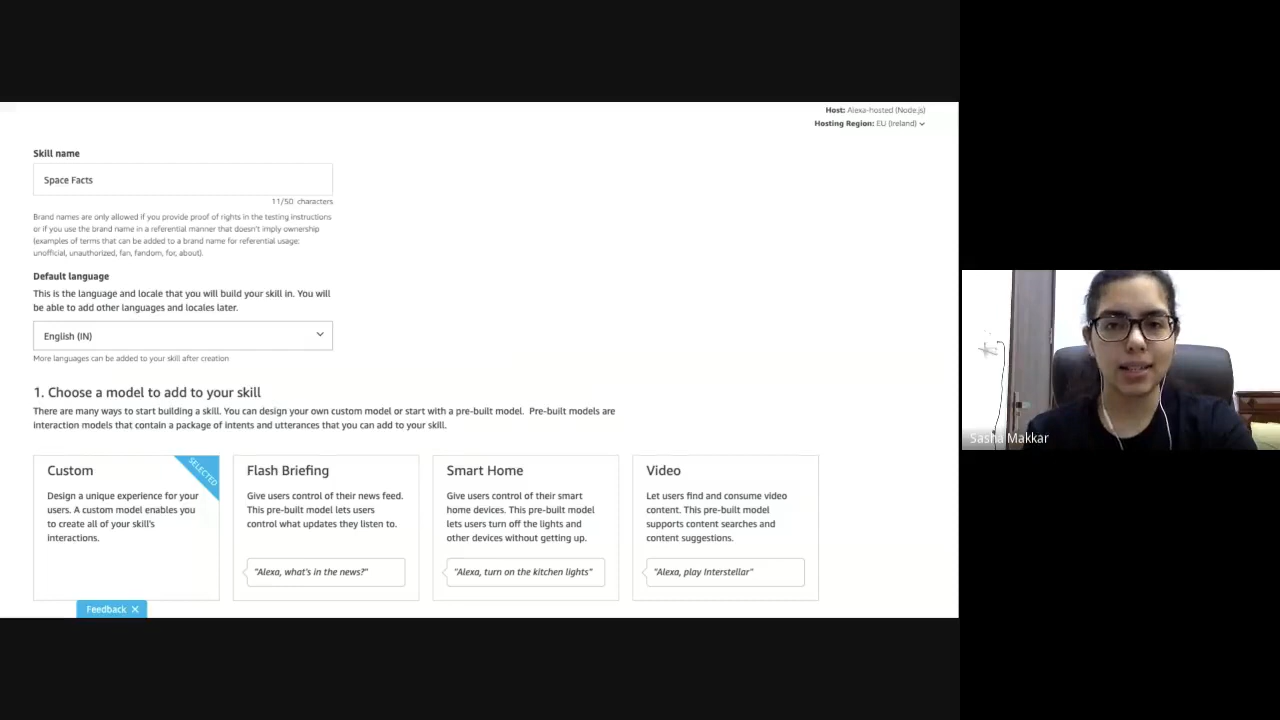 Host: Alexa-hosted (Node.js)
Hosting Region: EU (Ireland)
Skill name
Space Facts
11/50 characters
Brand names are only allowed if you provide proof of rights in the testing instructions
or if you use the brand name in a referential manner that doesn't imply ownership
(examples of terms that can be added to a brand name for referential usage:
unofficial, unauthorized, fan, fandom, for, about).
Default language
This is the language and locale that you will build your skill in. You will
be able to add other languages and locales later.
English (IN)
More languages can be added to your skill after creation
1. Choose a model to add to your skill
There are many ways to start building a skill. You can design your own custom model or start with a pre-built model. Pre-built models are
interaction models that contain a package of intents and utterances that you can add to your skill.
Custom
SELECTED
Design a unique experience for your
users. A custom model enables you
to create all of your skill's
interactions.
Flash Briefing
Give users control of their news feed.
This pre-built model lets users
control what updates they listen to.
"Alexa, what's in the news?"
Smart Home
Give users control of their smart
home devices. This pre-built model
lets users turn off the lights and
other devices without getting up.
"Alexa, turn on the kitchen lights"
Video
Let users find and consume video
content. This pre-built model
supports content searches and
content suggestions.
"Alexa, play Interstellar"
Feedback
Sasha Makkar